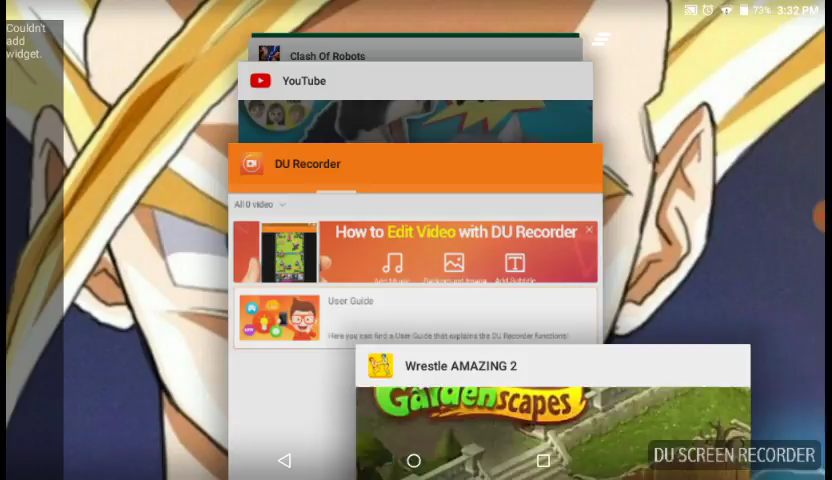 73% 3:32 PM
Couldn't
add
widget.
Clash Of Robots
YouTube
DU Recorder
All 0 video
How to Edit Video with DU Recorder
Add Music Background Image Add Subtitle
User Guide
Here you can find a User Guide that explains the DU Recorder functions!
Wrestle AMAZING 2
Gardenscapes
DU SCREEN RECORDER